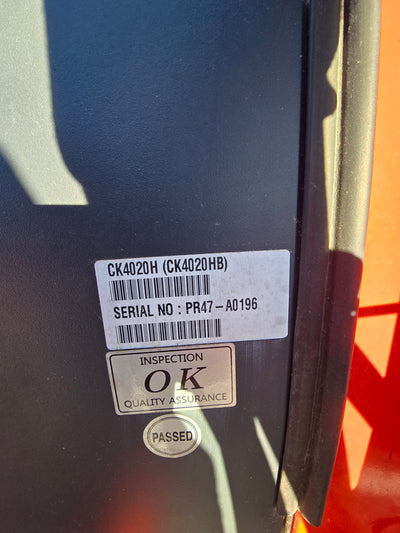 CK4020H (CK4020HB)
SERIAL NO : PR47-A0196
INSPECTION
OK
QUALITY ASSURANCE
PASSED